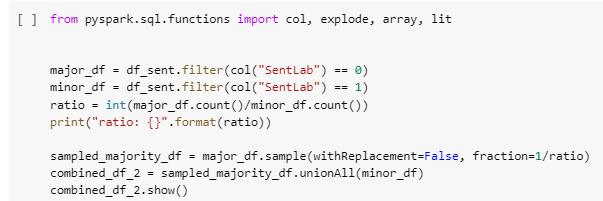 [ ] from pyspark.sql.functions import col, explode, array, lit
major_df = df_sent.filter(col("SentLab") == 0)
minor_df = df_sent.filter(col("SentLab") == 1)
ratio = int(major_df.count()/minor_df.count())
print("ratio: {}".format(ratio))
sampled_majority_df = major_df.sample(withReplacement=False, fraction=1/ratio)
combined_df_2 = sampled_majority_df.unionAll(minor_df)
combined_df_2.show()